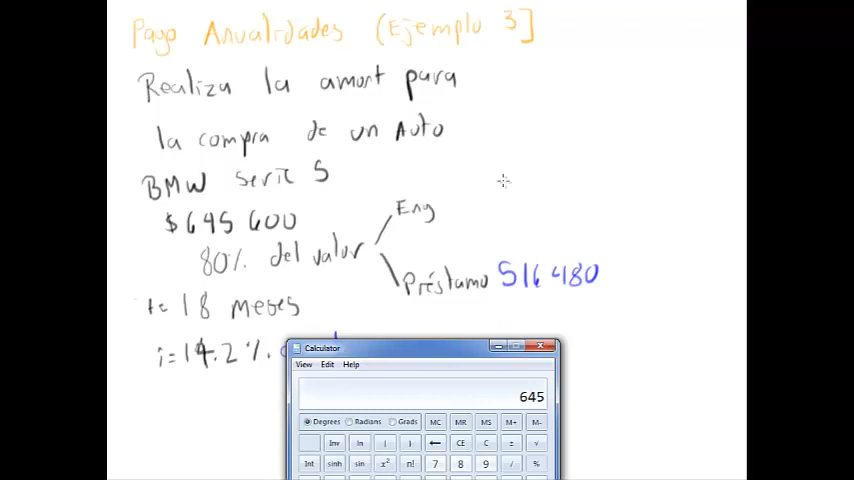 Pago Anualidades (Ejemplo 3]
Realiza la amort para
la compra de un Auto
BMW serie 5
$645 600
Eng
80% del valor
Préstamo 516 480
t= 18 meses
i=14.2%.
Calculator
View Edit Help
645
Degrees Radians Grads MC MR MS M+ M-
Inv ln ( ) ← CE C ± √
Int sinh sin x² n! 7 8 9 / %